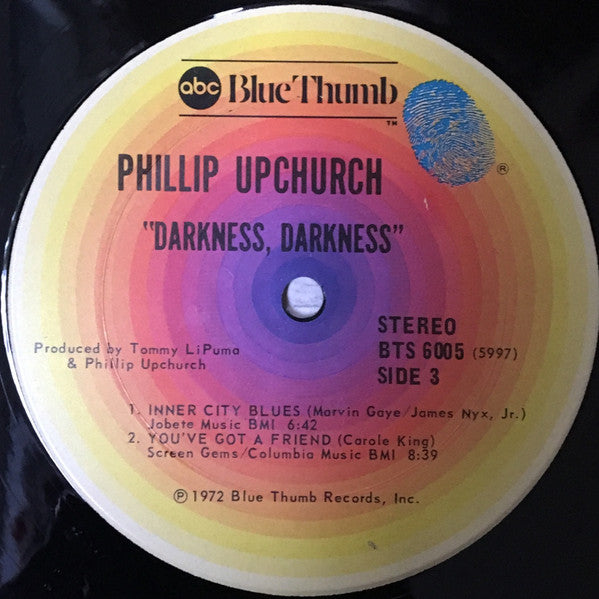 abc Blue Thumb
TM
®
PHILLIP UPCHURCH
"DARKNESS, DARKNESS"
STEREO
Produced by Tommy LiPuma
& Phillip Upchurch
BTS 6005 (5997)
SIDE 3
1. INNER CITY BLUES (Marvin Gaye/James Nyx, Jr.)
Jobete Music BMI 6:42
2. YOU'VE GOT A FRIEND (Carole King)
Screen Gems/Columbia Music BMI 8:39
℗ 1972 Blue Thumb Records, Inc.